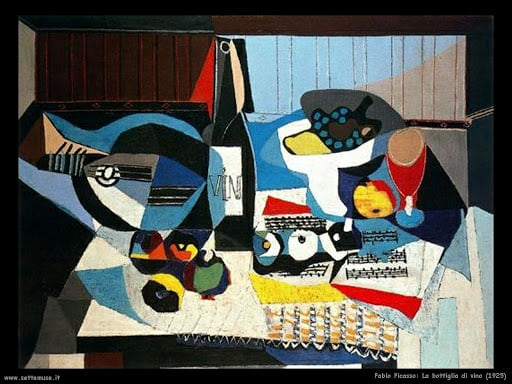 VIN
www.settemuse.it
Pablo Picasso: La bottiglia di vino (1925)